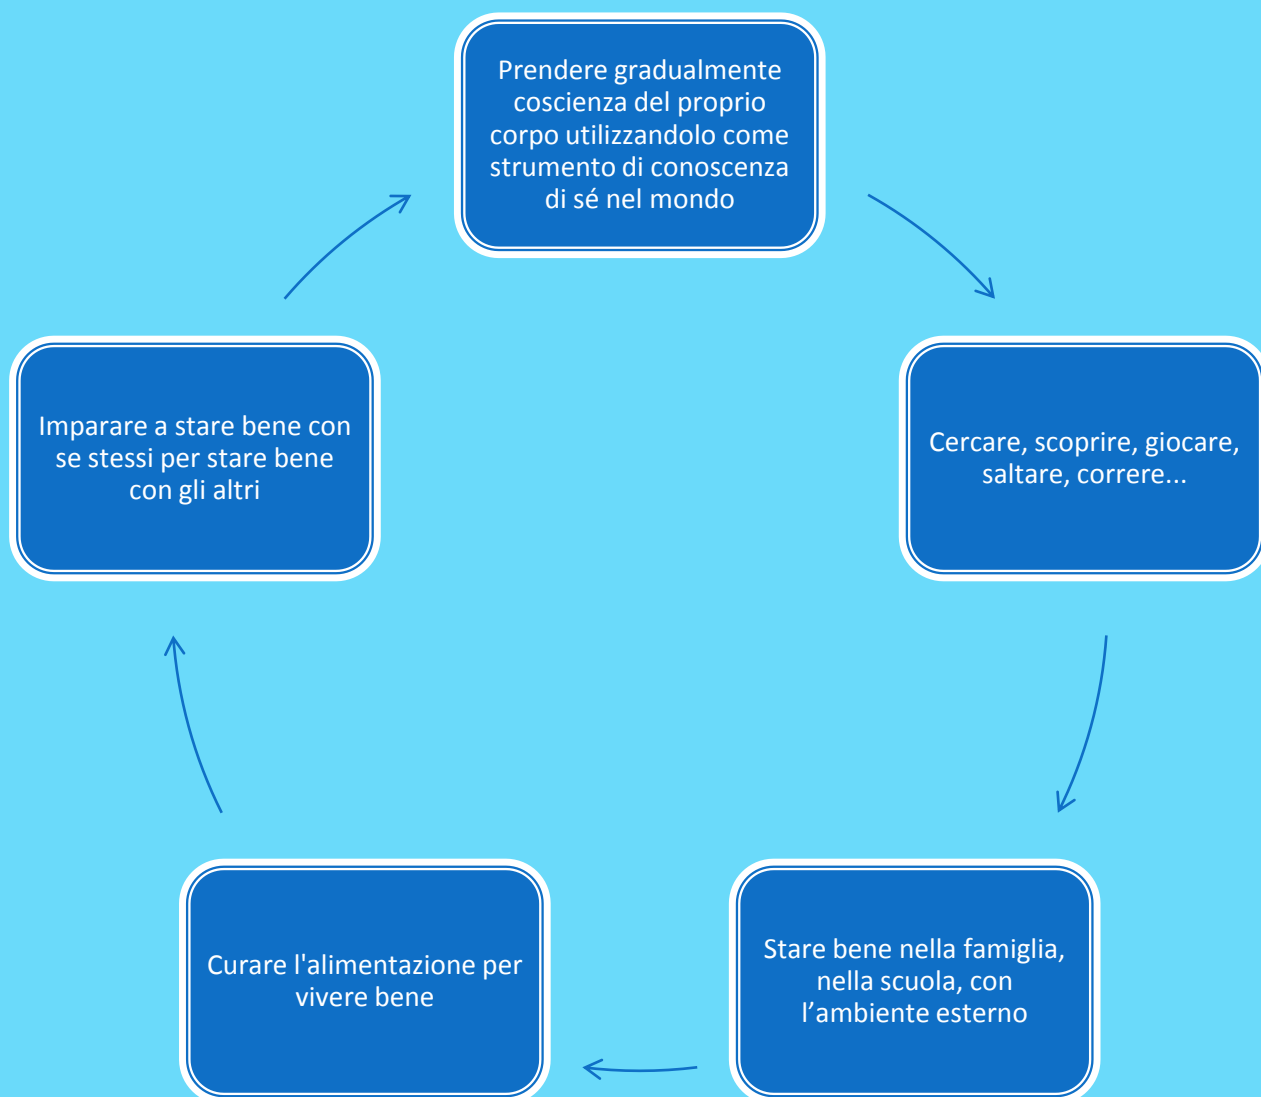 Prendere gradualmente
coscienza del proprio
corpo utilizzandolo come
strumento di conoscenza
di sé nel mondo
Cercare, scoprire, giocare,
saltare, correre...
Stare bene nella famiglia,
nella scuola, con
l’ambiente esterno
Curare l'alimentazione per
vivere bene
Imparare a stare bene con
se stessi per stare bene
con gli altri